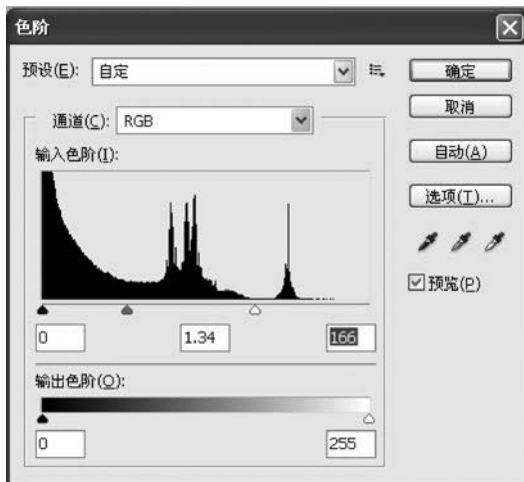 色阶
预设(E): 自定
确定
取消
自动(A)
选项(T)...
预览(P)
通道(C): RGB
输入色阶(I):
0 1.34 166
输出色阶(O):
0 255